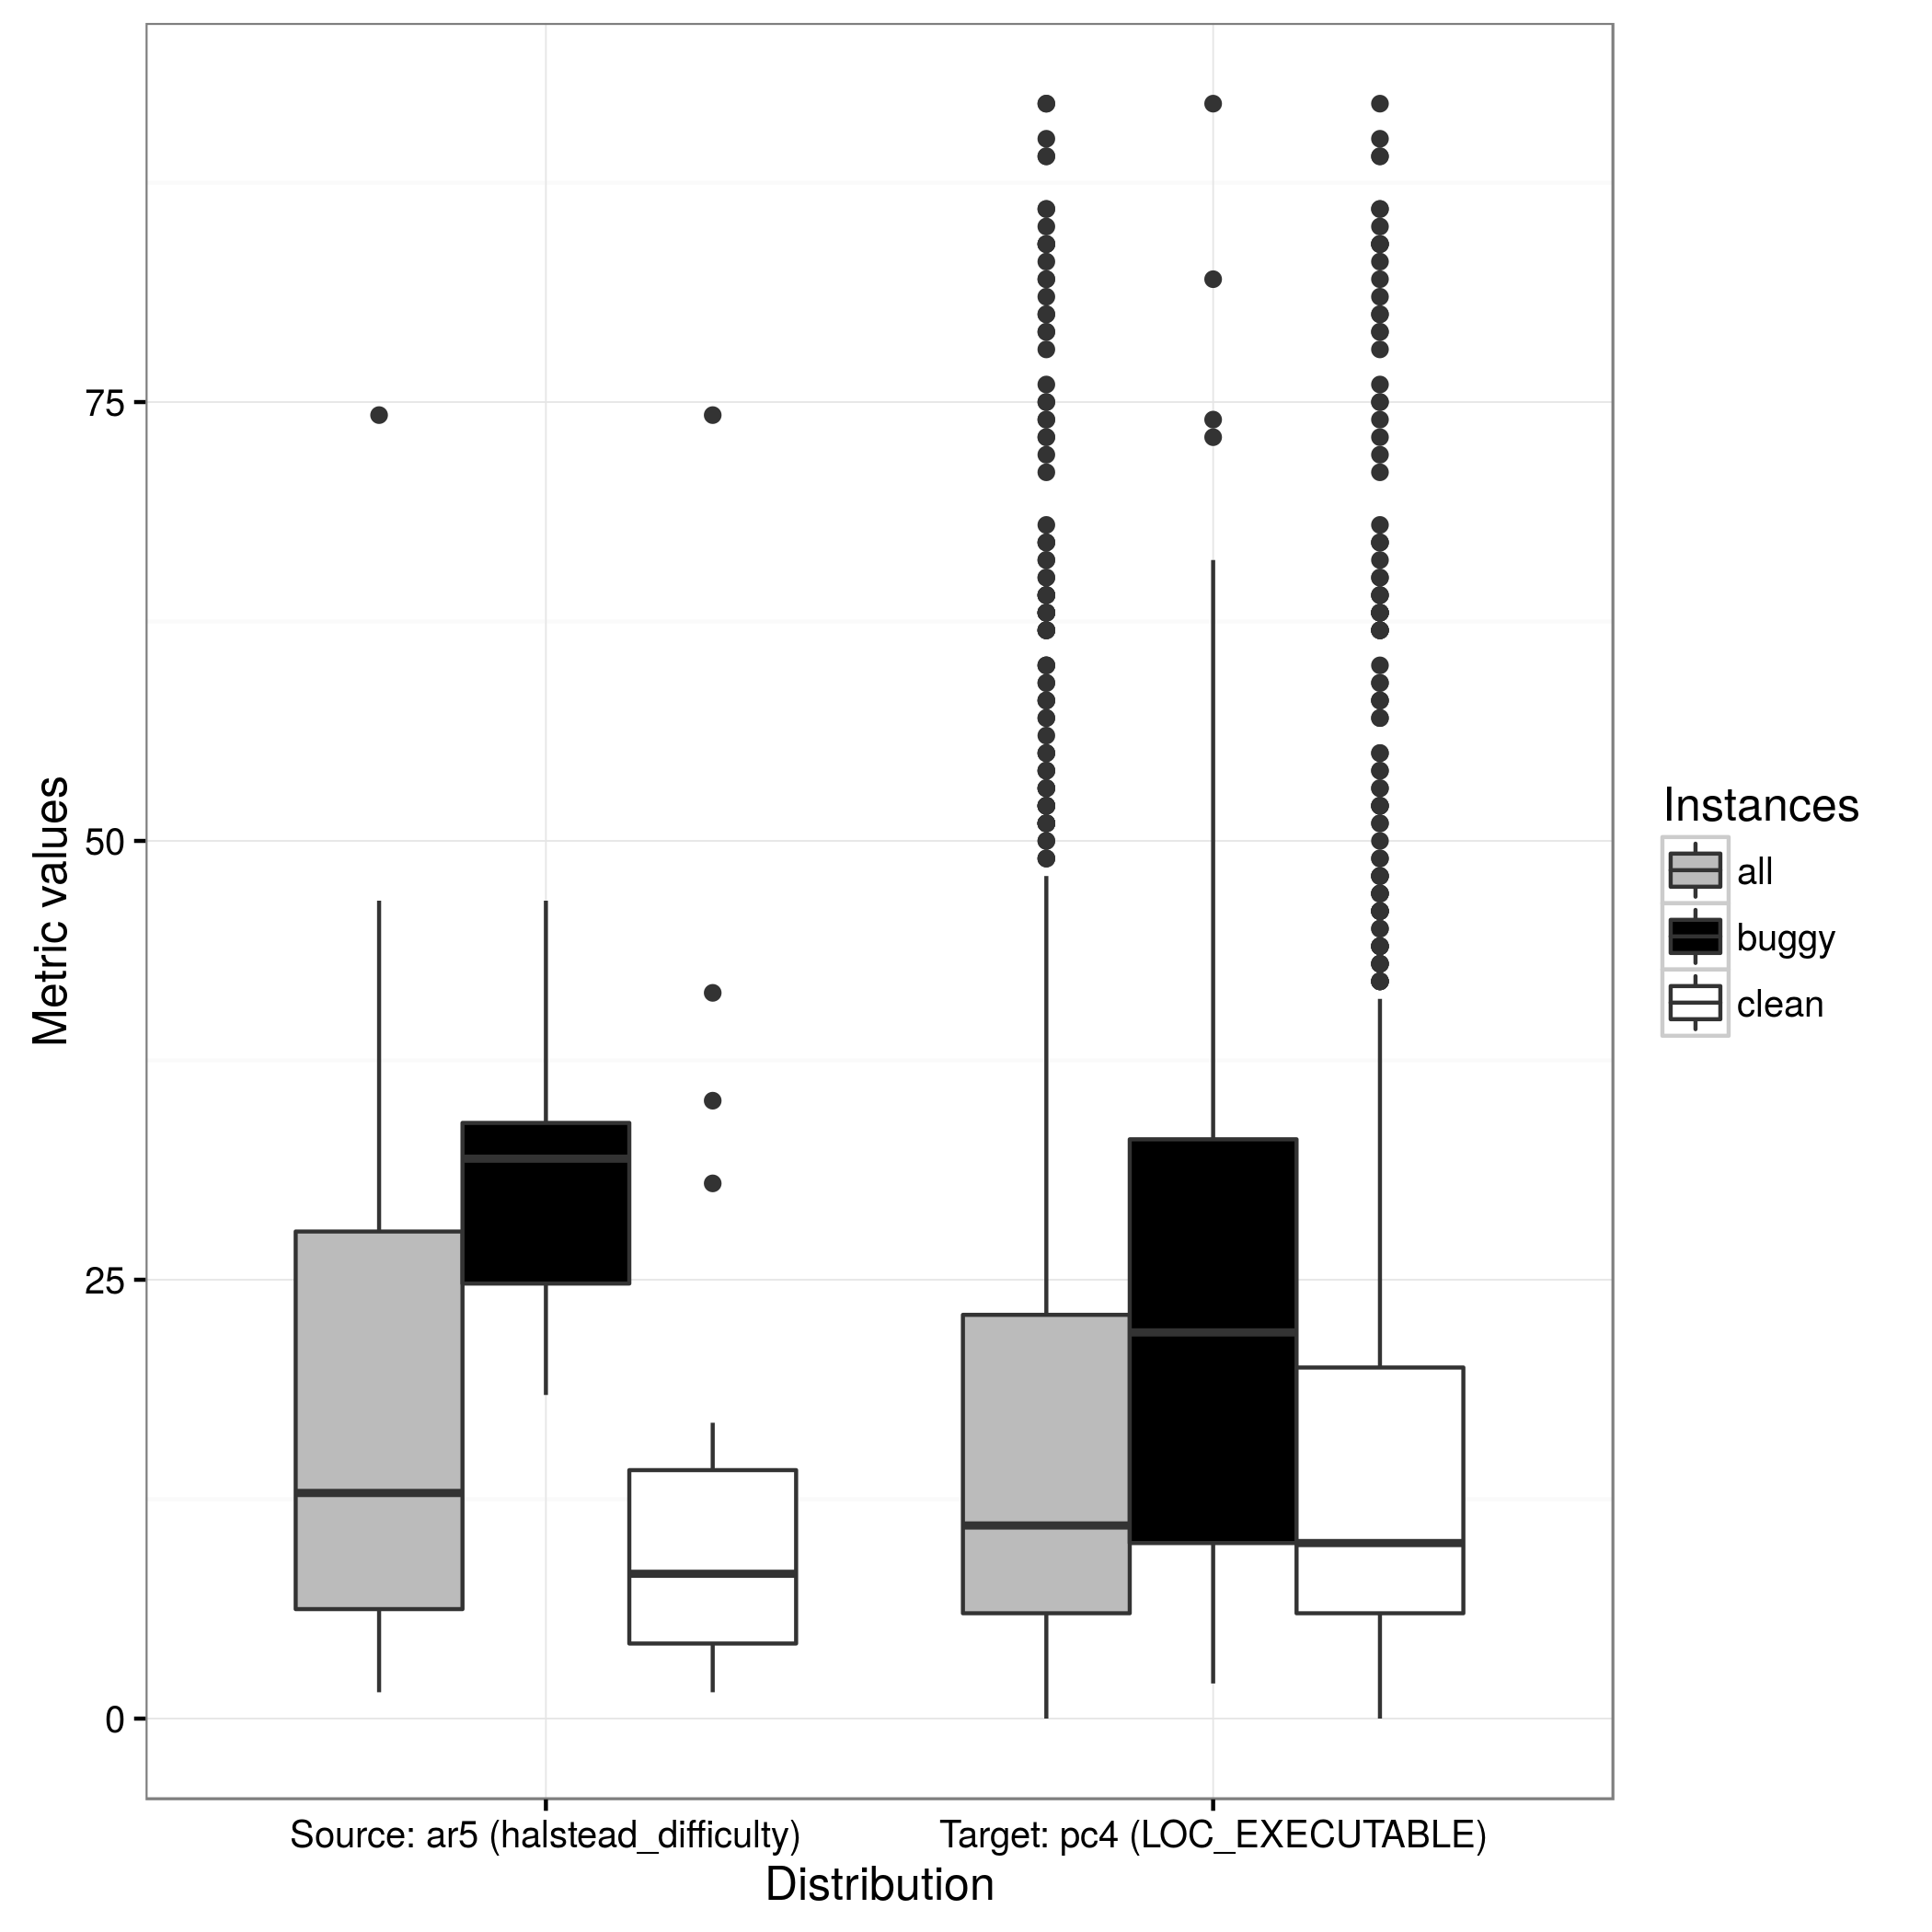 Metric values
75
50
25
0
Source: ar5 (halstead_difficulty)
Target: pc4 (LOC_EXECUTABLE)
Distribution
Instances
all
buggy
clean